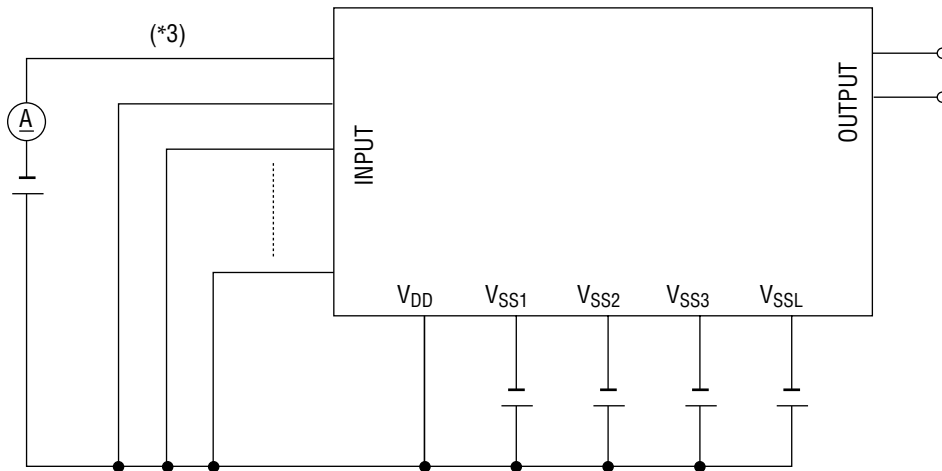 (*3)
A
INPUT
OUTPUT
VDD VSS1 VSS2 VSS3 VSSL